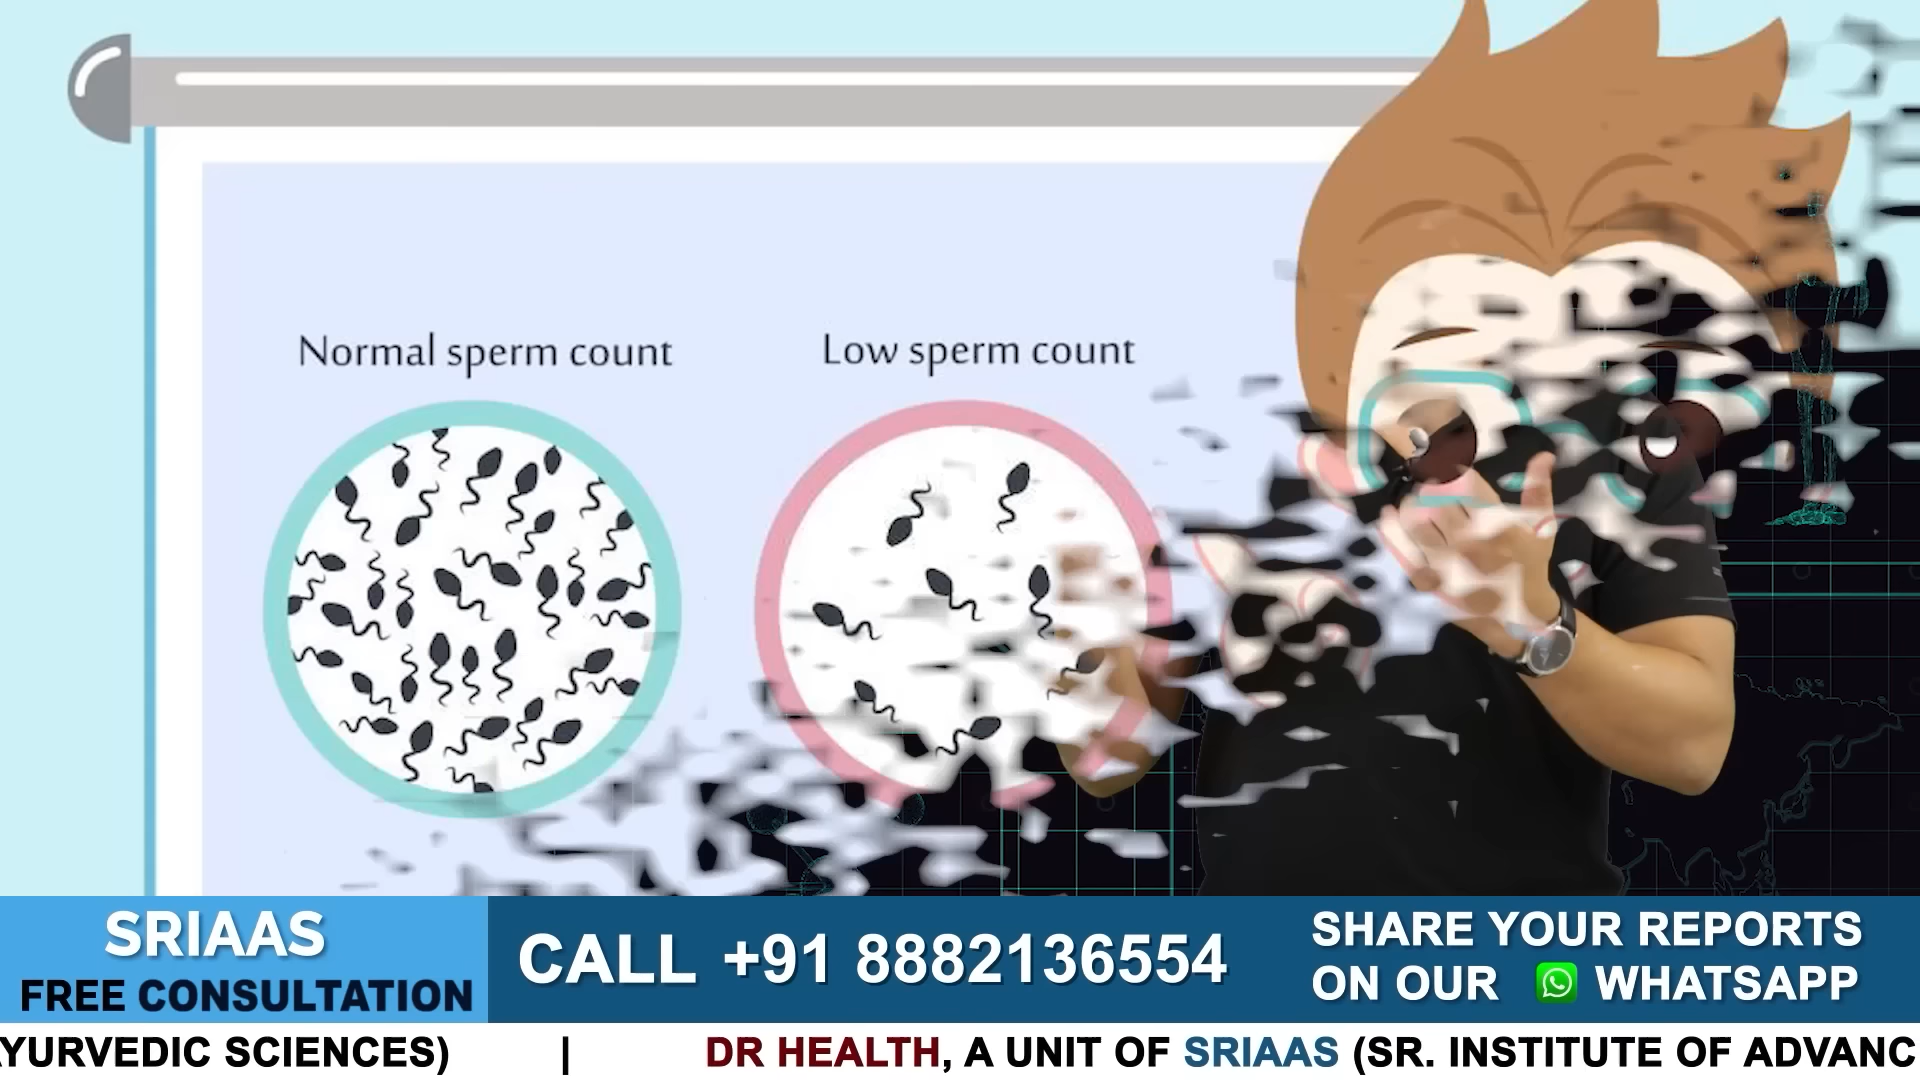 Normal sperm count
Low sperm count
SRIAAS
FREE CONSULTATION
CALL +91 8882136554
SHARE YOUR REPORTS
ON OUR WHATSAPP
YURVEDIC SCIENCES) | DR HEALTH, A UNIT OF SRIAAS (SR. INSTITUTE OF ADVANC